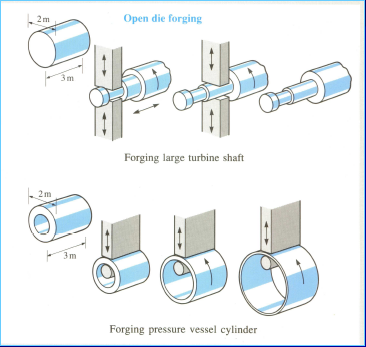 2 m
Open die forging
3 m
Forging large turbine shaft
2 m
3 m
Forging pressure vessel cylinder